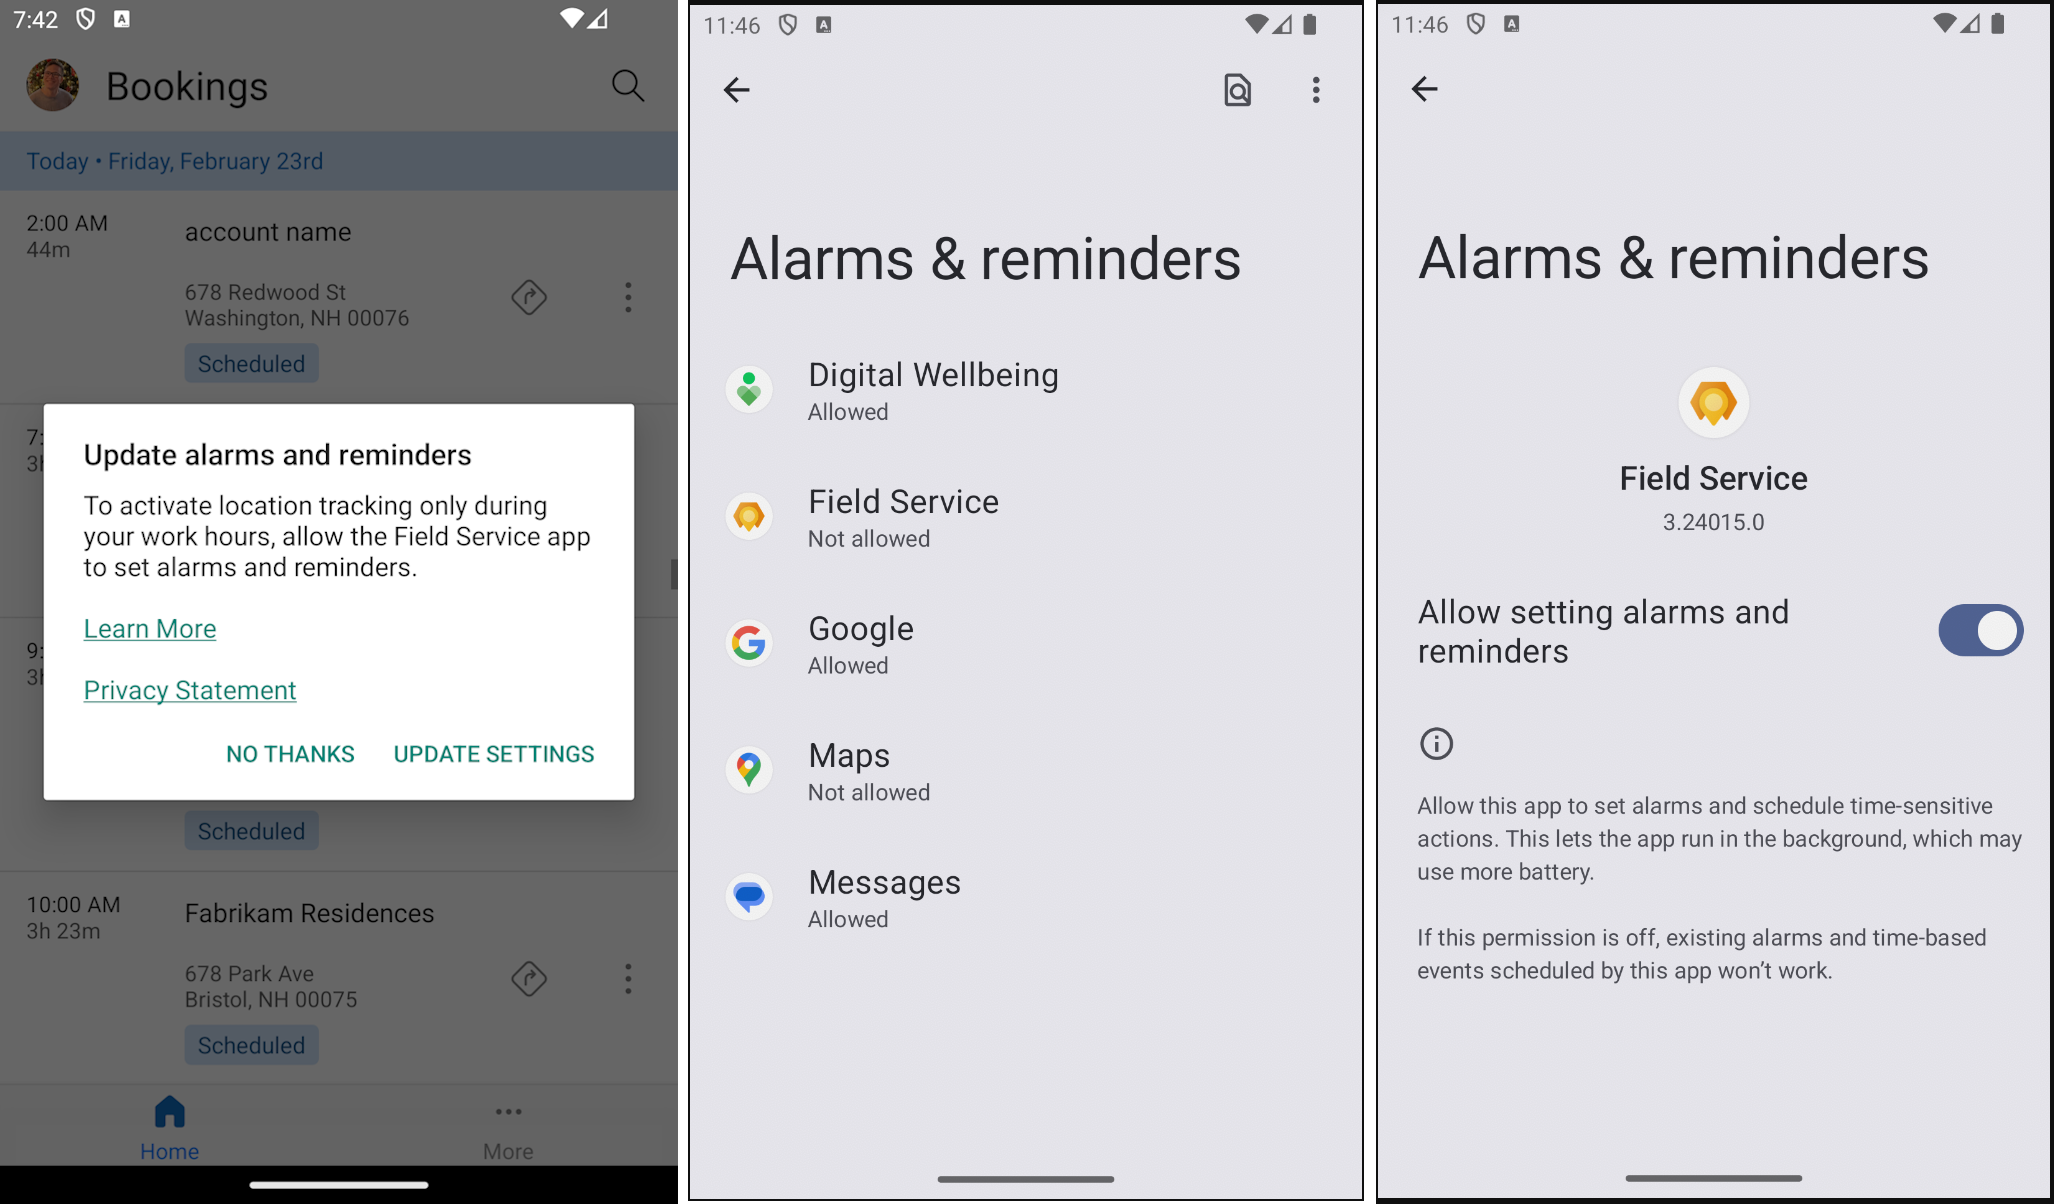 7:42
Bookings
Today • Friday, February 23rd
2:00 AM
44m
account name
678 Redwood St
Washington, NH 00076
Scheduled
7:
3h
Update alarms and reminders
To activate location tracking only during
your work hours, allow the Field Service app
to set alarms and reminders.
Learn More
Privacy Statement
NO THANKS UPDATE SETTINGS
9:
Scheduled
10:00 AM
3h 23m
Fabrikam Residences
678 Park Ave
Bristol, NH 00075
Scheduled
Home
More
11:46
Alarms & reminders
Digital Wellbeing
Allowed
Field Service
Not allowed
Google
Allowed
Maps
Not allowed
Messages
Allowed
11:46
Alarms & reminders
Field Service
3.24015.0
Allow setting alarms and
reminders
Allow this app to set alarms and schedule time-sensitive
actions. This lets the app run in the background, which may
use more battery.
If this permission is off, existing alarms and time-based
events scheduled by this app won’t work.